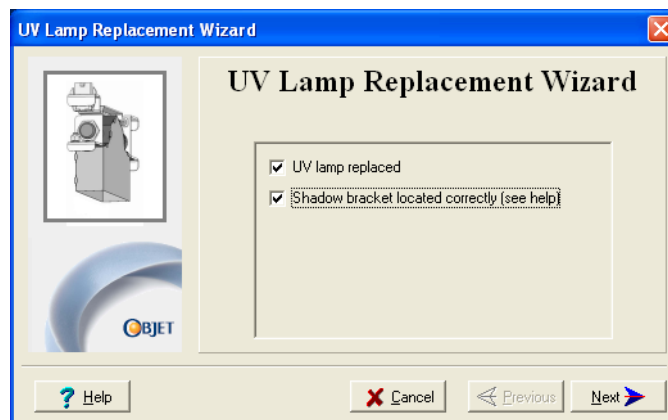 UV Lamp Replacement Wizard
UV Lamp Replacement Wizard
UV lamp replaced
Shadow bracket located correctly (see help)
OBJET
? Help
Cancel
Previous
Next